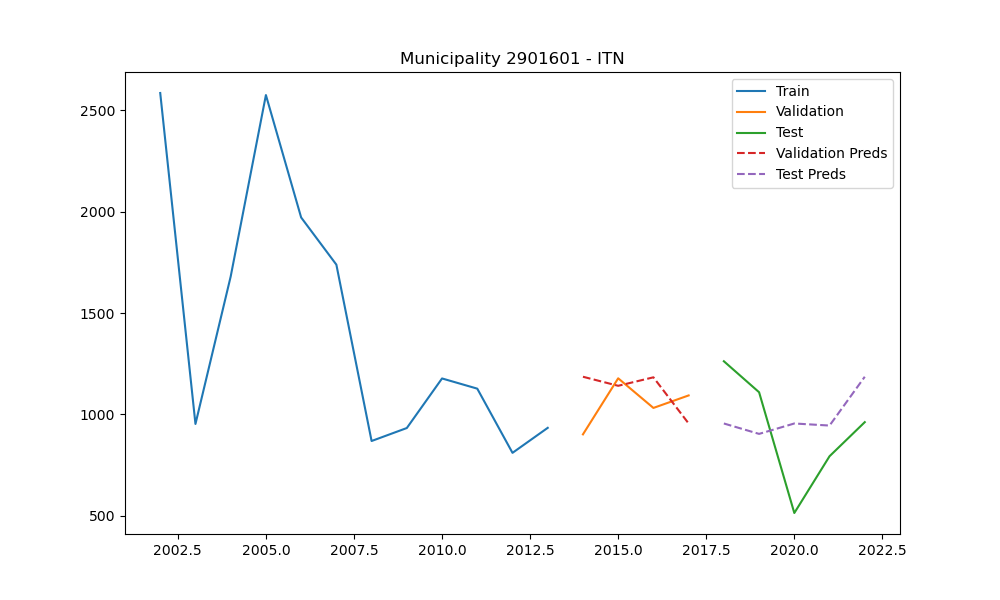 Municipality 2901601 - ITN
Train
Validation
Test
Validation Preds
Test Preds
2500
2000
1500
1000
500
2002.5 2005.0 2007.5 2010.0 2012.5 2015.0 2017.5 2020.0 2022.5